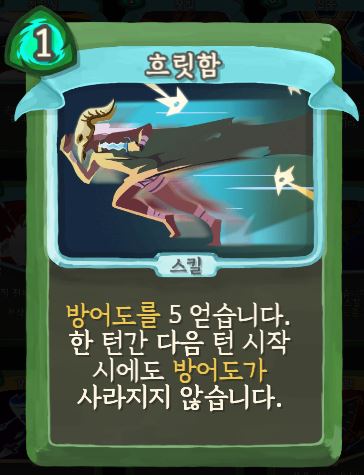 1
흐릿함
스킬
방어도를 5 얻습니다.
한 턴간 다음 턴 시작
시에도 방어도가
사라지지 않습니다.